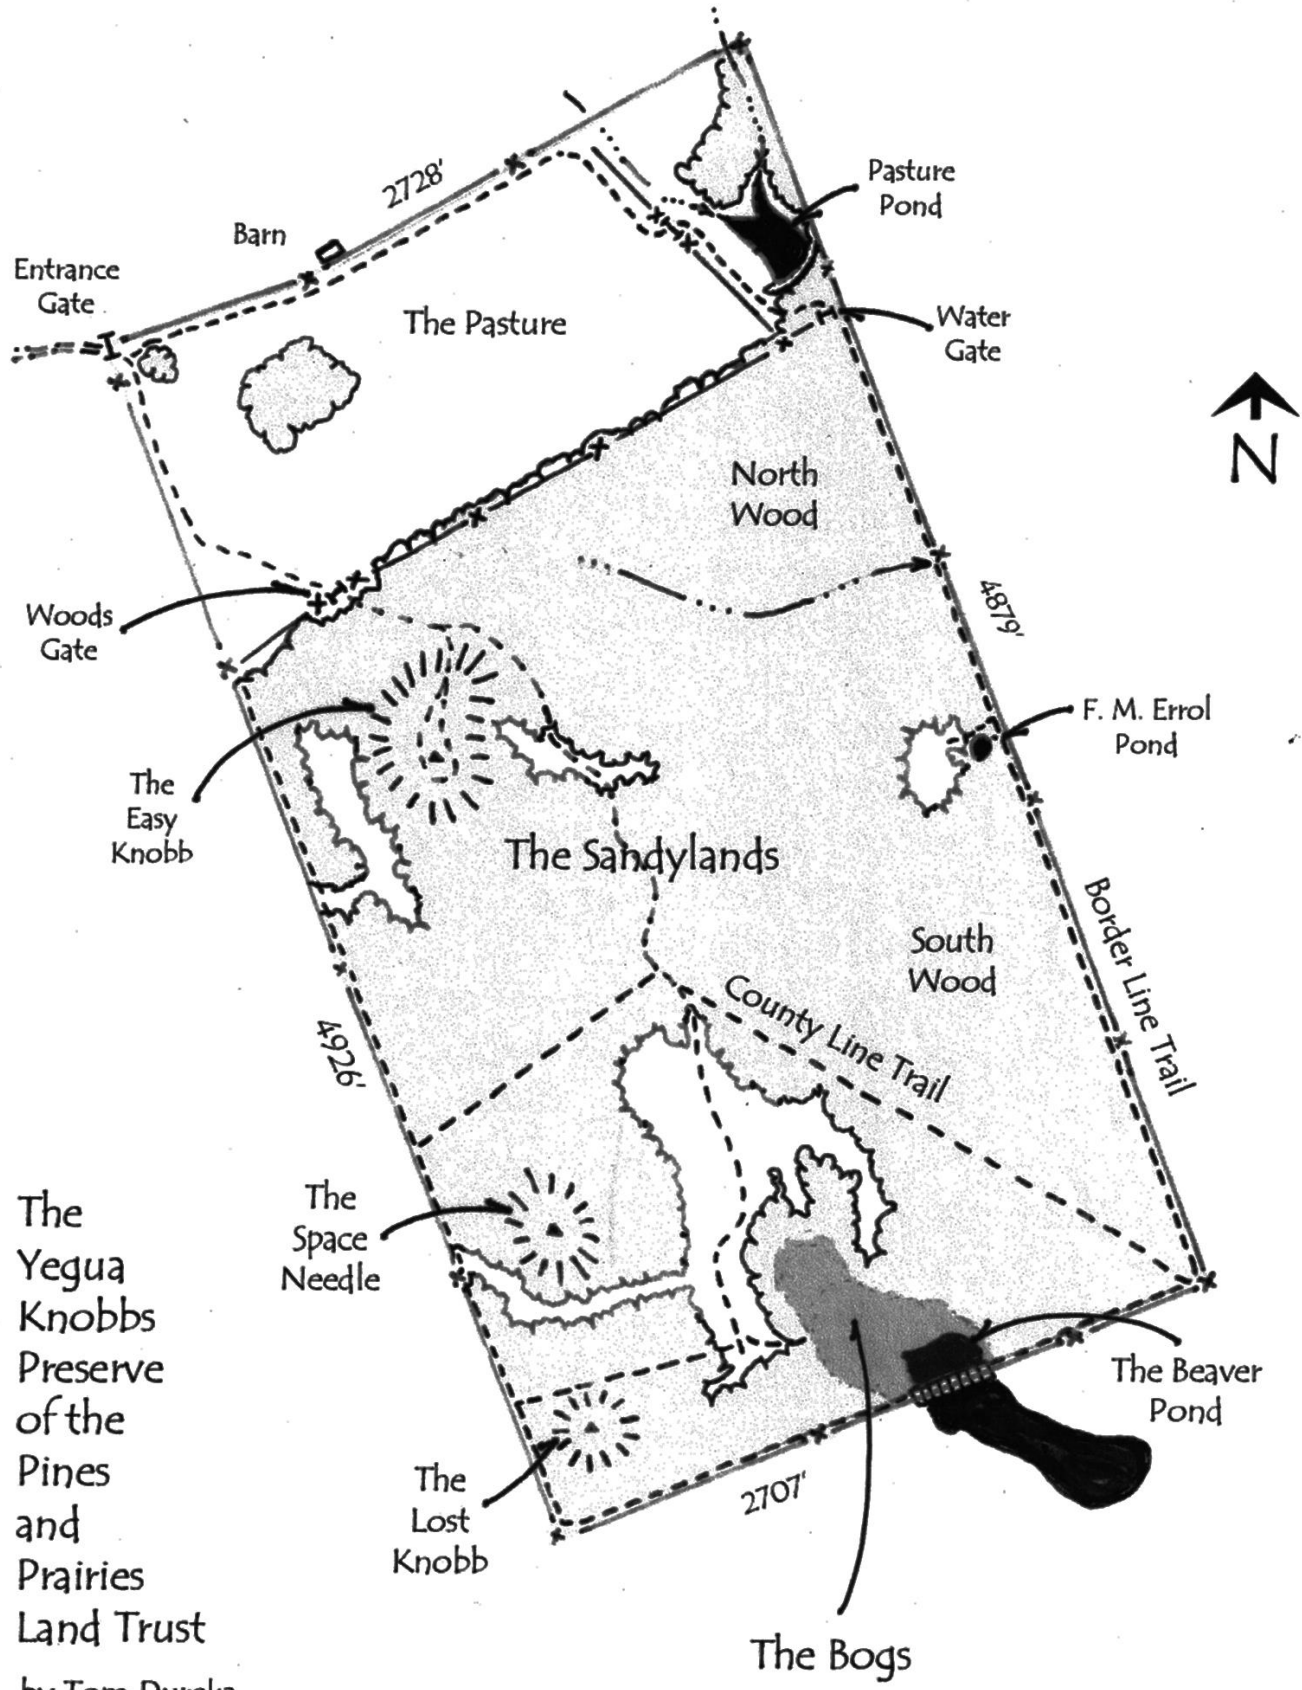 2728'
Pasture
Pond
Barn
Entrance
Gate
The Pasture
Water
Gate
N
North
Wood
4879'
Woods
Gate
F. M. Errol
Pond
The
Easy
Knobb
The Sandylands
Border Line Trail
South
Wood
County Line Trail
4926'
The
Space
Needle
The
Yegua
Knobbs
Preserve
of the
Pines
and
Prairies
Land Trust
The Beaver
Pond
2707'
The
Lost
Knobb
The Bogs
by Tom